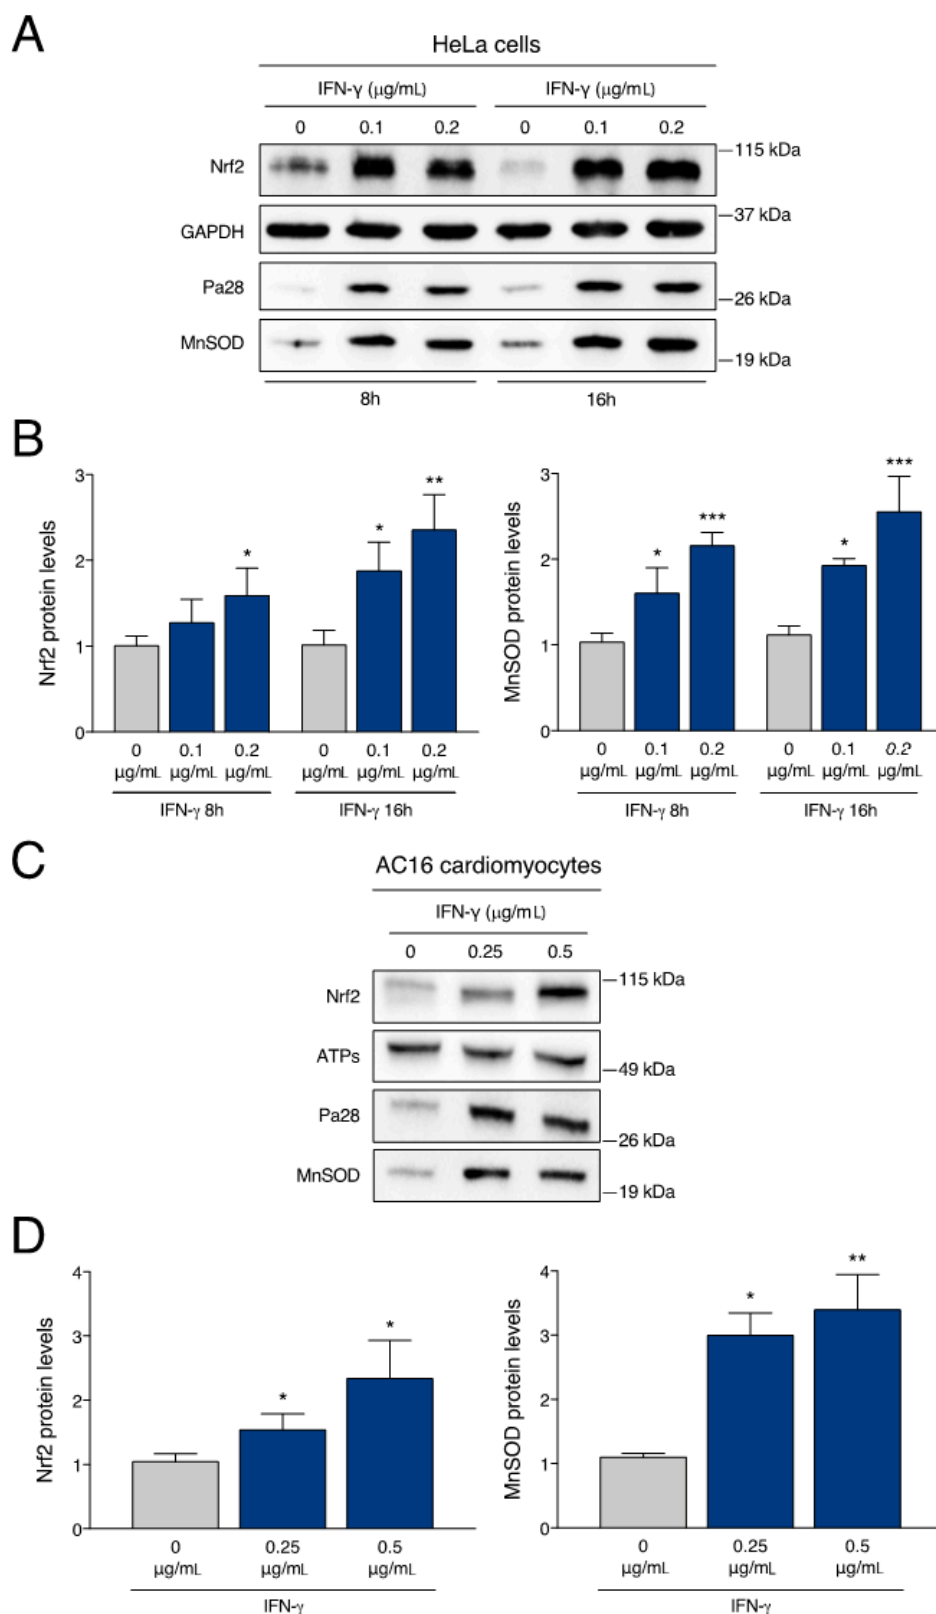 A
HeLa cells
IFN-γ (µg/mL) IFN-γ (µg/mL)
0 0.1 0.2 0 0.1 0.2
Nrf2 115 kDa
GAPDH 37 kDa
Pa28 26 kDa
MnSOD 19 kDa
8h 16h
B
Nrf2 protein levels
3
2
1
0
*
*
**
0 0.1 0.2 0 0.1 0.2
µg/mL µg/mL µg/mL µg/mL µg/mL µg/mL
IFN-γ 8h IFN-γ 16h
MnSOD protein levels
3
2
1
0
*
***
*
***
0 0.1 0.2 0 0.1 0.2
µg/mL µg/mL µg/mL µg/mL µg/mL µg/mL
IFN-γ 8h IFN-γ 16h
C
AC16 cardiomyocytes
IFN-γ (µg/mL)
0 0.25 0.5
Nrf2 115 kDa
ATPs 49 kDa
Pa28 26 kDa
MnSOD 19 kDa
D
Nrf2 protein levels
4
3
2
1
0
*
*
0 0.25 0.5
µg/mL µg/mL µg/mL
IFN-γ
MnSOD protein levels
4
3
2
1
0
*
**
0 0.25 0.5
µg/mL µg/mL µg/mL
IFN-γ